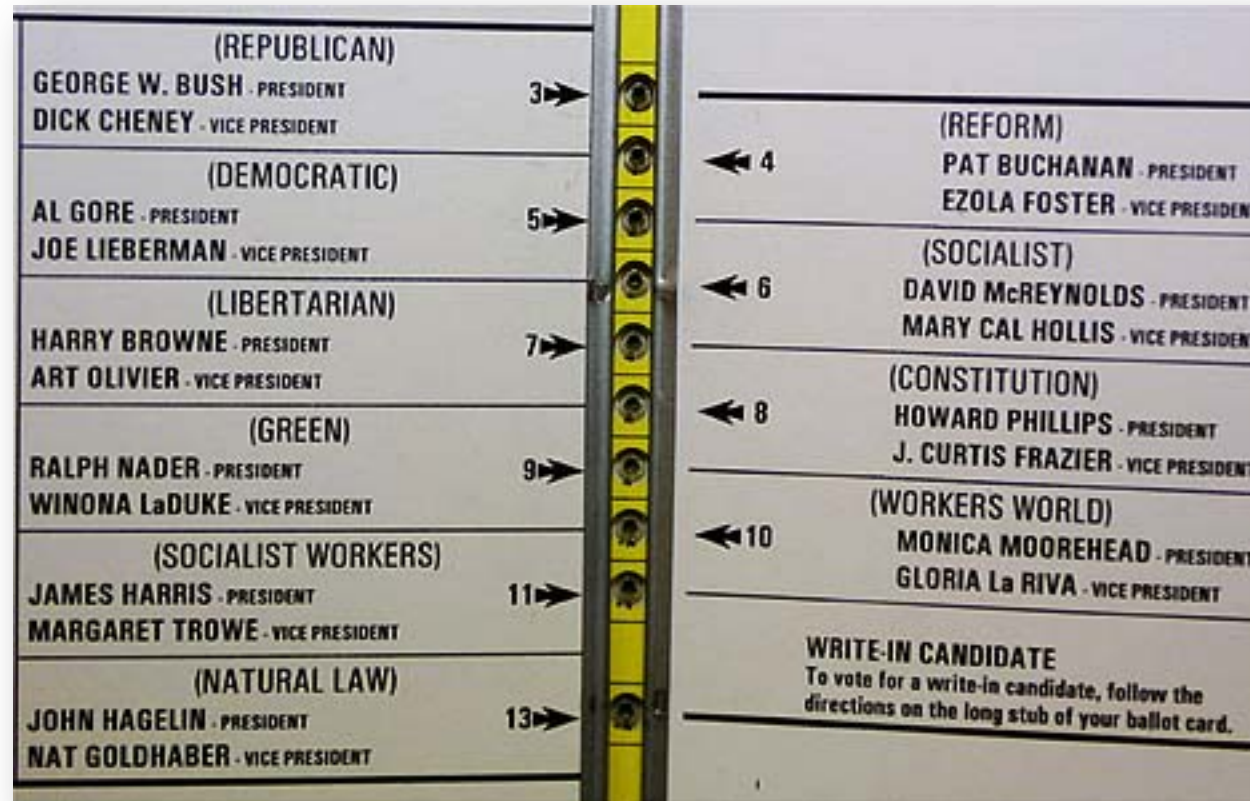 (REPUBLICAN)
GEORGE W. BUSH - PRESIDENT
DICK CHENEY - VICE PRESIDENT
3
(DEMOCRATIC)
AL GORE - PRESIDENT
JOE LIEBERMAN - VICE PRESIDENT
5
(LIBERTARIAN)
HARRY BROWNE - PRESIDENT
ART OLIVIER - VICE PRESIDENT
7
(GREEN)
RALPH NADER - PRESIDENT
WINONA LaDUKE - VICE PRESIDENT
9
(SOCIALIST WORKERS)
JAMES HARRIS - PRESIDENT
MARGARET TROWE - VICE PRESIDENT
11
(NATURAL LAW)
JOHN HAGELIN - PRESIDENT
NAT GOLDHABER - VICE PRESIDENT
13
(REFORM)
4
PAT BUCHANAN - PRESIDENT
EZOLA FOSTER - VICE PRESIDEN
(SOCIALIST)
6
DAVID McREYNOLDS - PRESIDENT
MARY CAL HOLLIS - VICE PRESIDEN
(CONSTITUTION)
8
HOWARD PHILLIPS - PRESIDENT
J. CURTIS FRAZIER - VICE PRESIDENT
(WORKERS WORLD)
10
MONICA MOOREHEAD - PRESIDENT
GLORIA La RIVA - VICE PRESIDENT
WRITE-IN CANDIDATE
To vote for a write-in candidate, follow the
directions on the long stub of your ballot card.